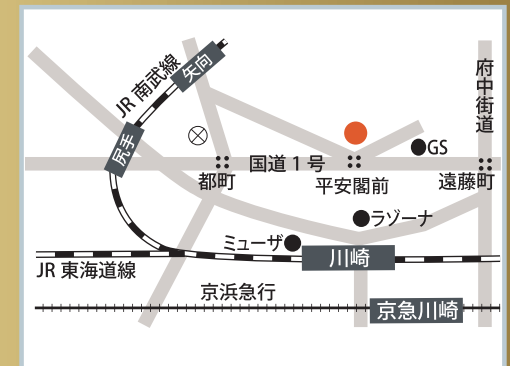 矢向
JR 南武線
府中街道
尻手
GS
国道１号
都町
平安閣前
遠藤町
ラゾーナ
ミューザ
川崎
JR 東海道線
京浜急行
京急川崎